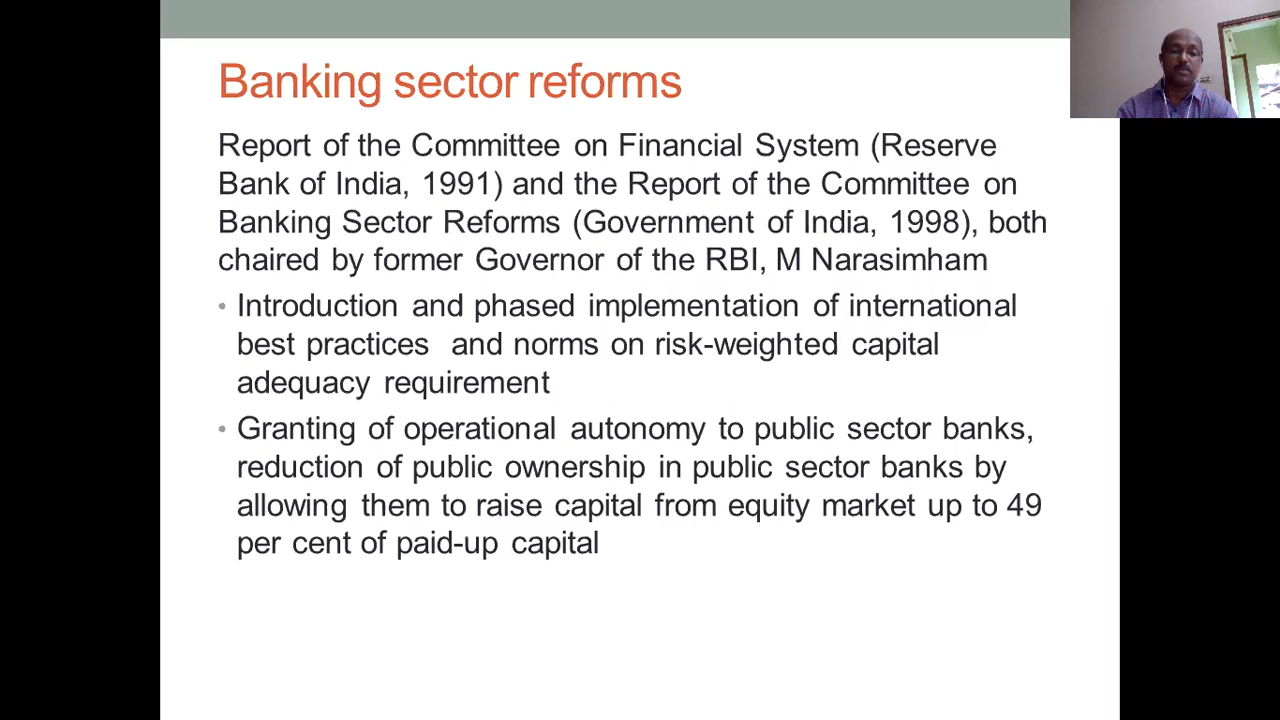 Banking sector reforms
Report of the Committee on Financial System (Reserve
Bank of India, 1991) and the Report of the Committee on
Banking Sector Reforms (Government of India, 1998), both
chaired by former Governor of the RBI, M Narasimham
• Introduction and phased implementation of international
best practices and norms on risk-weighted capital
adequacy requirement
• Granting of operational autonomy to public sector banks,
reduction of public ownership in public sector banks by
allowing them to raise capital from equity market up to 49
per cent of paid-up capital